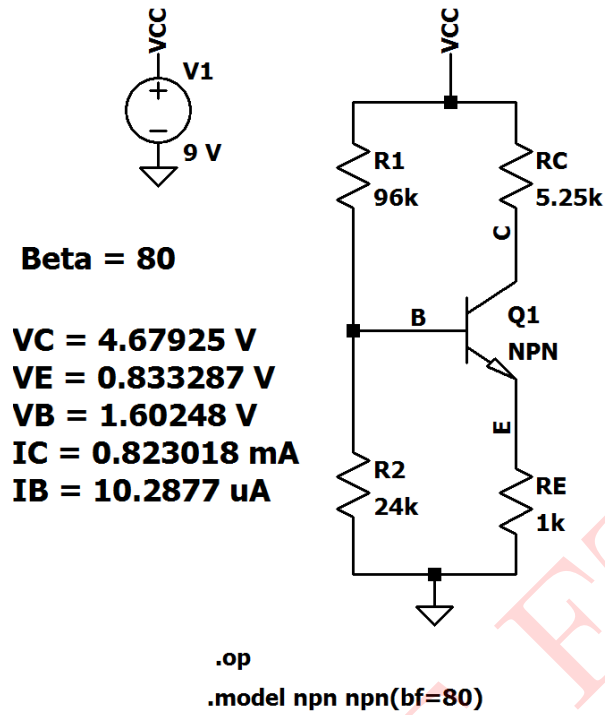 VCC
V1
9 V
VCC
R1
96k
RC
5.25k
C
B
Q1
NPN
E
R2
24k
RE
1k
Beta = 80
VC = 4.67925 V
VE = 0.833287 V
VB = 1.60248 V
IC = 0.823018 mA
IB = 10.2877 uA
.op
.model npn npn(bf=80)